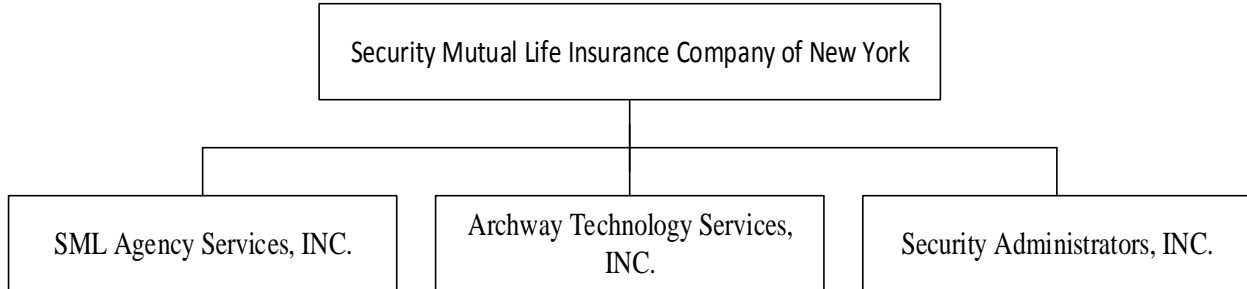 Security Mutual Life Insurance Company of New York
SML Agency Services, INC.
Archway Technology Services,
INC.
Security Administrators, INC.